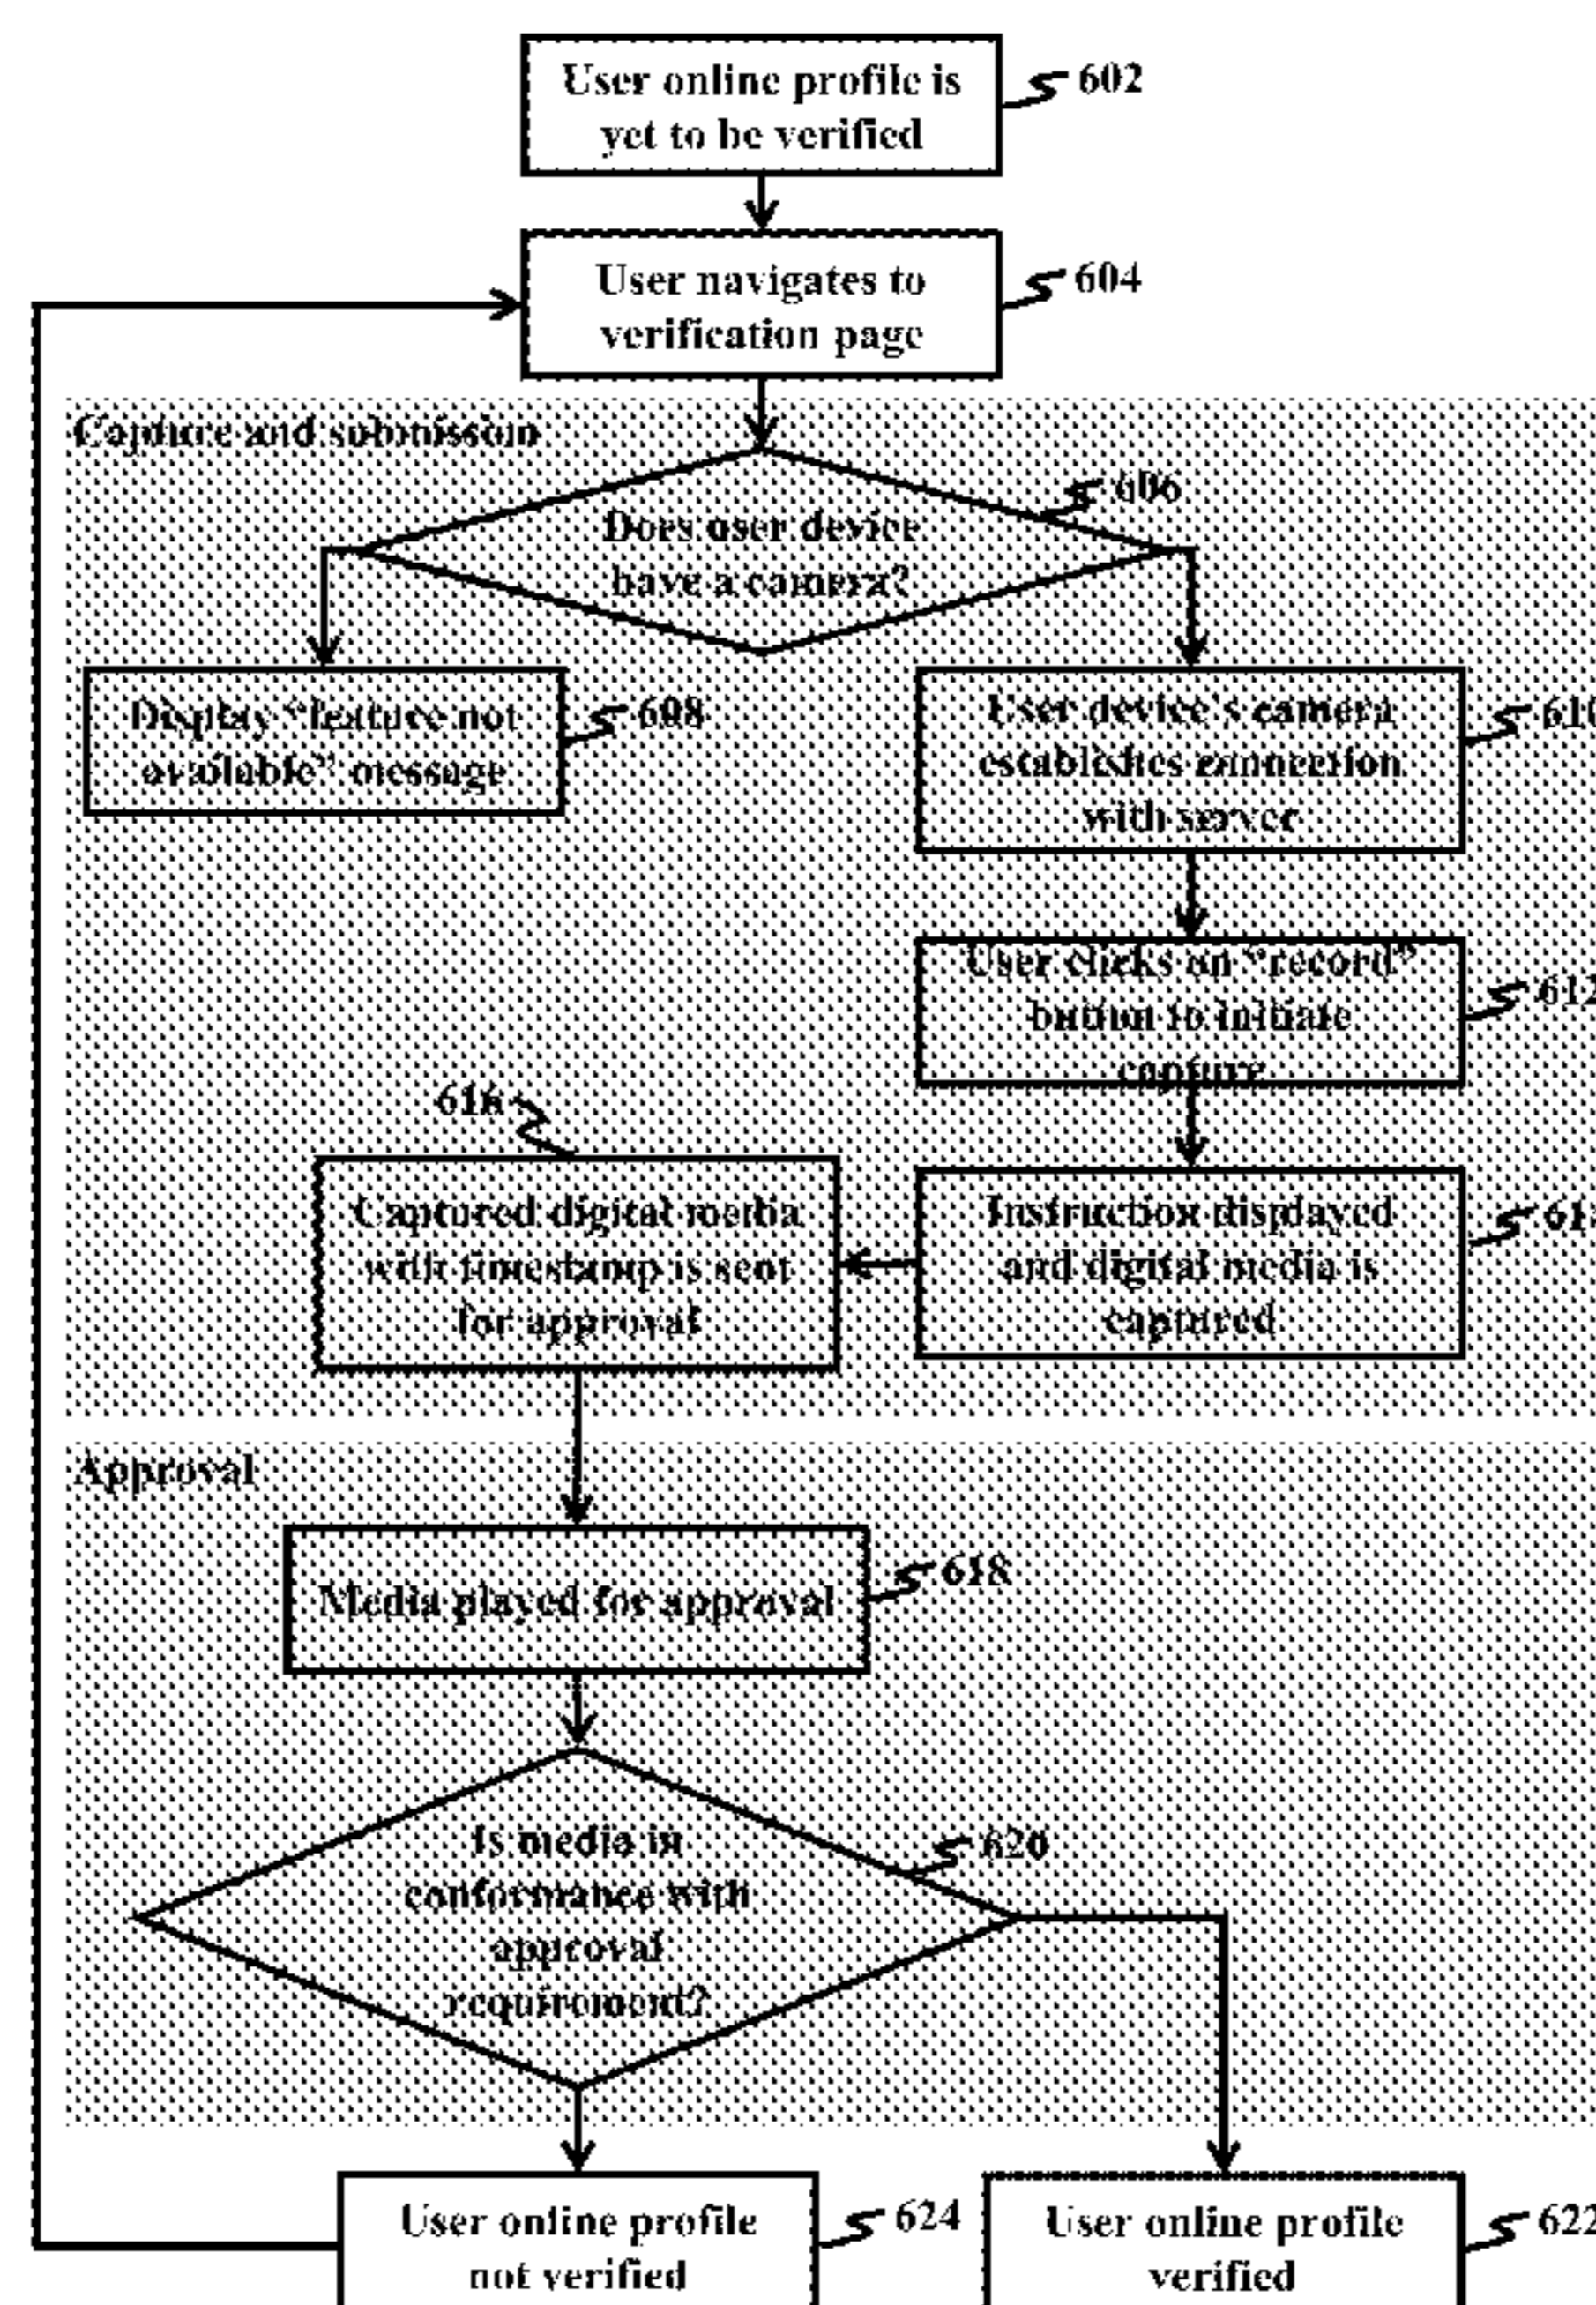 User online profile is
yet to be verified
602
User navigates to
verification page
604
Capture and submission
606
Does user device
have a camera?
Display “feature not
available” message
608
User device's camera
establishes connection
with server
610
User clicks on “record”
button to initiate
capture
612
616
Captured digital media
with timestamp is sent
for approval
Instruction displayed
and digital media is
captured
Approval
Media played for approval
618
Is media in
conformance with
approval
requirement?
620
User online profile
not verified
624
User online profile
verified
622